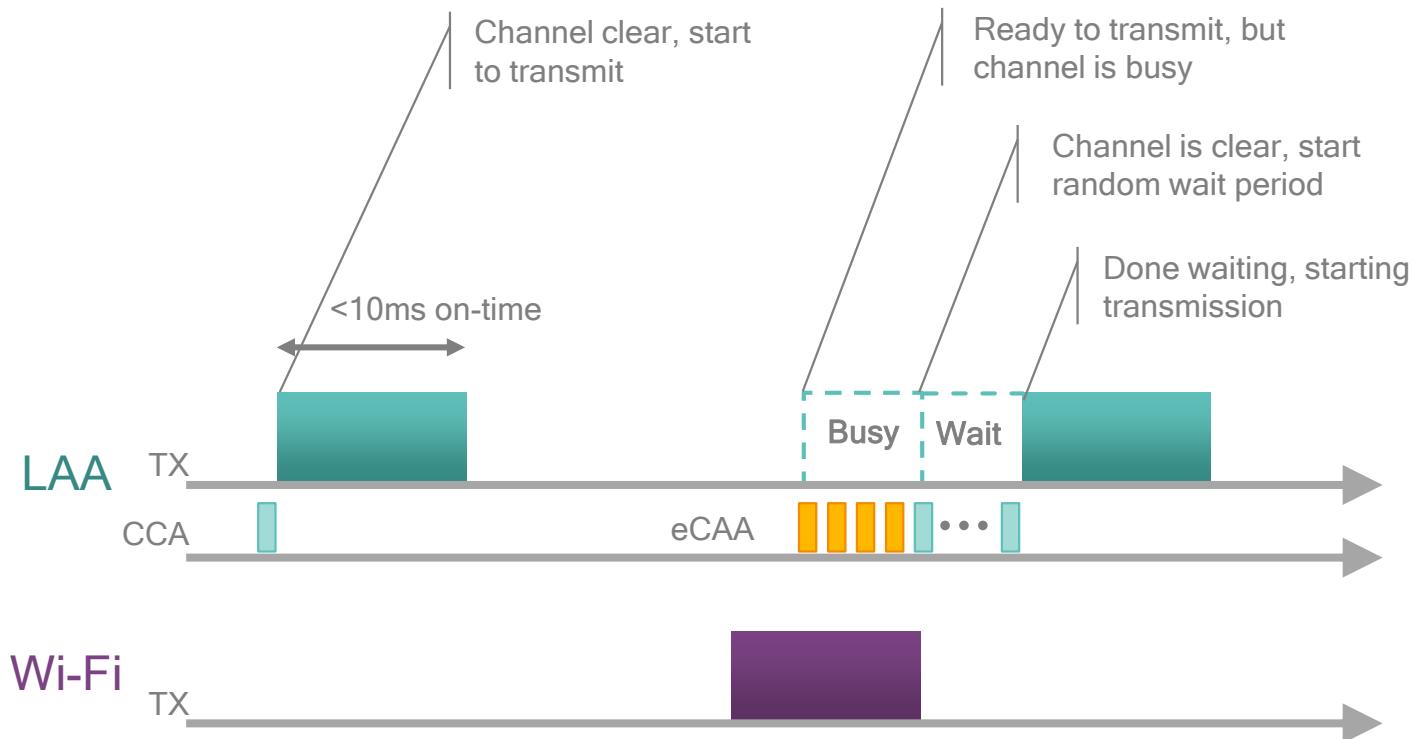 Channel clear, start
to transmit
Ready to transmit, but
channel is busy
Channel is clear, start
random wait period
Done waiting, starting
transmission
<10ms on-time
Busy
Wait
LAA
TX
CCA
eCAA
Wi-Fi
TX